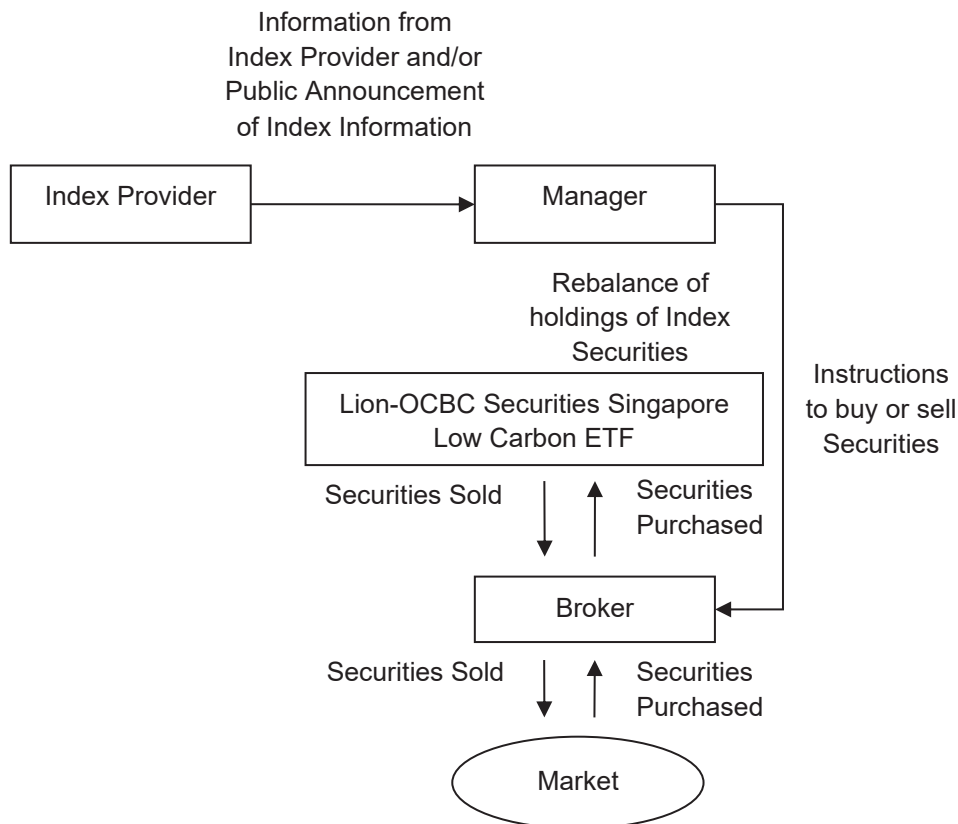 Information from
Index Provider and/or
Public Announcement
of Index Information
Index Provider
Manager
Rebalance of
holdings of Index
Securities
Instructions
to buy or sell
Securities
Lion-OCBC Securities Singapore
Low Carbon ETF
Securities Sold
Securities
Purchased
Broker
Securities Sold
Securities
Purchased
Market